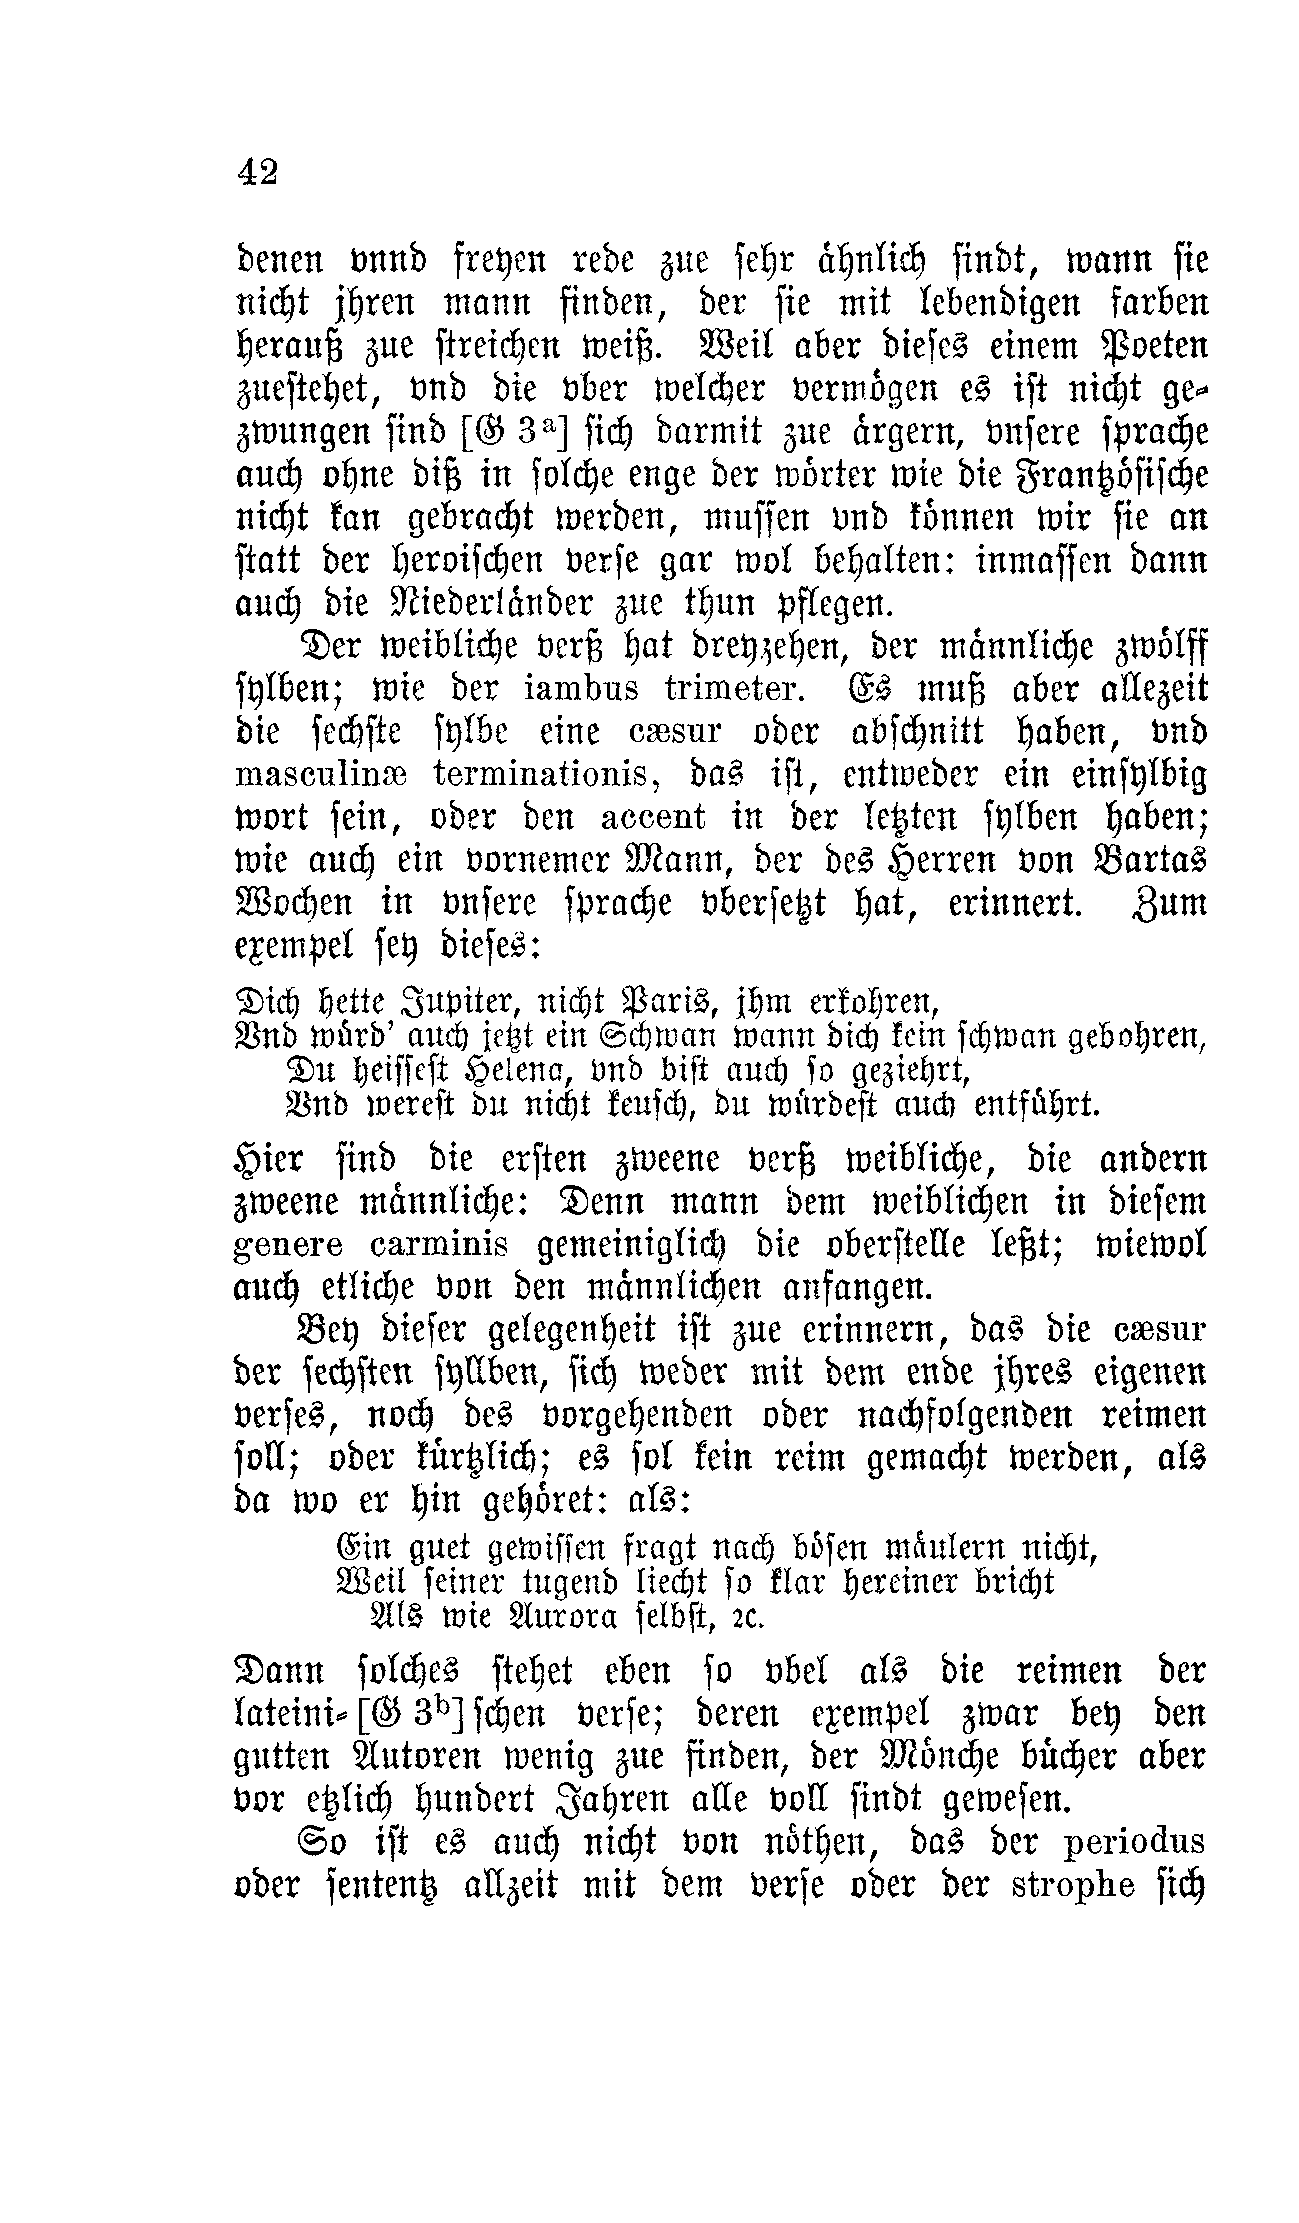 42
denen vnnd freyen rede zue sehr ähnlich sindt, wann sie
nicht jhren mann finden, der sie mit lebendigen farben
herauß zue streichen weiß. Weil aber dieses einem Poeten
zuestehet, vnd die vber welcher vermögen es ist nicht ge-
zwungen sind [G 3a] sich darmit zue ärgern, vnsere sprache
auch ohne diß in solche enge der wörter wie die Frantzösische
nicht kan gebracht werden, mussen vnd können wir sie an
statt der heroischen verse gar wol behalten: inmassen dann
auch die Niederländer zue thun pflegen.
Der weibliche verß hat dreyzehen, der männliche zwölff
sylben; wie der iambus trimeter. Es muß aber allezeit
die sechste sylbe eine cæsur oder abschnitt haben, vnd
masculinæ terminationis, das ist, entweder ein einsylbig
wort sein, oder den accent in der letzten sylben haben;
wie auch ein vornemer Mann, der des Herren von Bartas
Wochen in vnsere sprache vbersetzt hat, erinnert. Zum
exempel sey dieses:
Dich hette Jupiter, nicht Paris, jhm erkohren,
Vnd würd' auch jetzt ein Schwan wann dich kein schwan gebohren,
Du heissest Helena, vnd bist auch so geziehrt,
Vnd werest du nicht keusch, du würdest auch entführt.
Hier sind die ersten zweene verß weibliche, die andern
zweene männliche: Denn mann dem weiblichen in diesem
genere carminis gemeiniglich die oberstelle leßt; wiewol
auch etliche von den männlichen anfangen.
Bey dieser gelegenheit ist zue erinnern, das die cæsur
der sechsten syllben, sich weder mit dem ende jhres eigenen
verses, noch des vorgehenden oder nachfolgenden reimen
soll; oder kürtzlich; es sol kein reim gemacht werden, als
da wo er hin gehöret: als:
Ein guet gewissen fragt nach bösen mäulern nicht,
Weil seiner tugend liecht so klar hereiner bricht
Als wie Aurora selbst, ꝛc.
Dann solches stehet eben so vbel als die reimen der
lateini-[G 3b]schen verse; deren exempel zwar bey den
gutten Autoren wenig zue finden, der Mönche bücher aber
vor etzlich hundert Jahren alle voll sindt gewesen.
So ist es auch nicht von nöthen, das der periodus
oder sententz allzeit mit dem verse oder der strophe sich